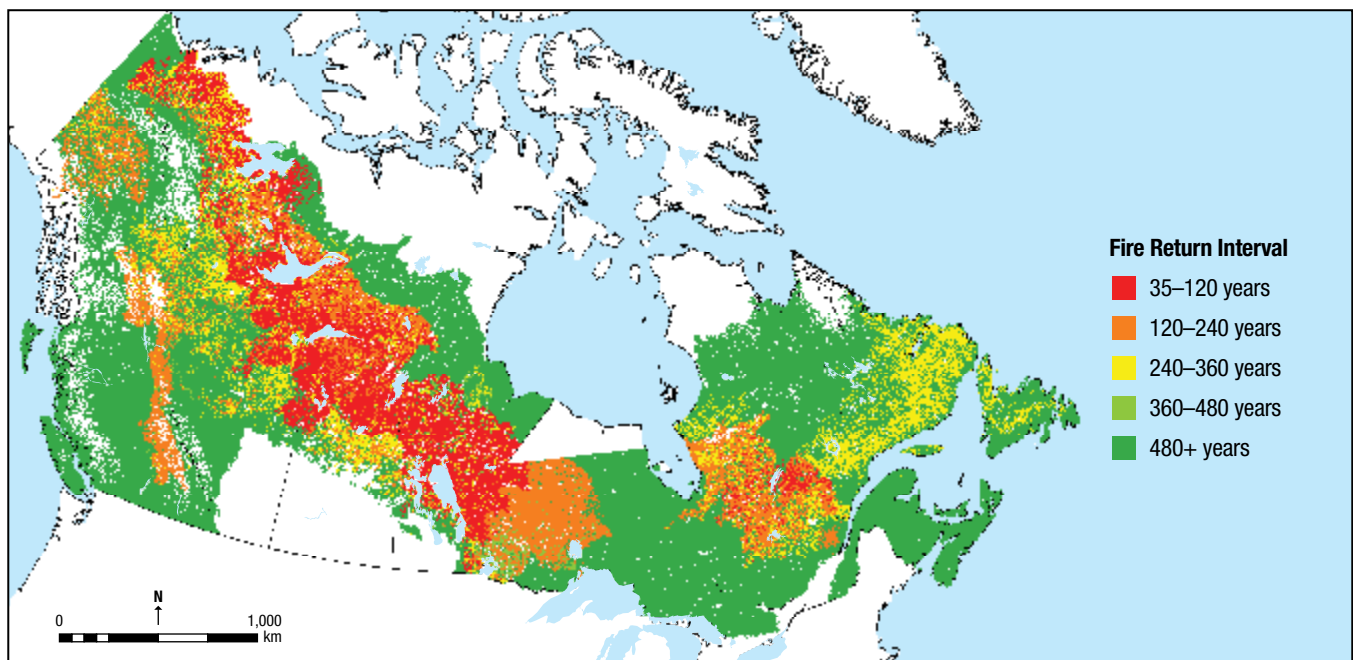 Fire Return Interval
35–120 years
120–240 years
240–360 years
360–480 years
480+ years
N
0 1,000
km